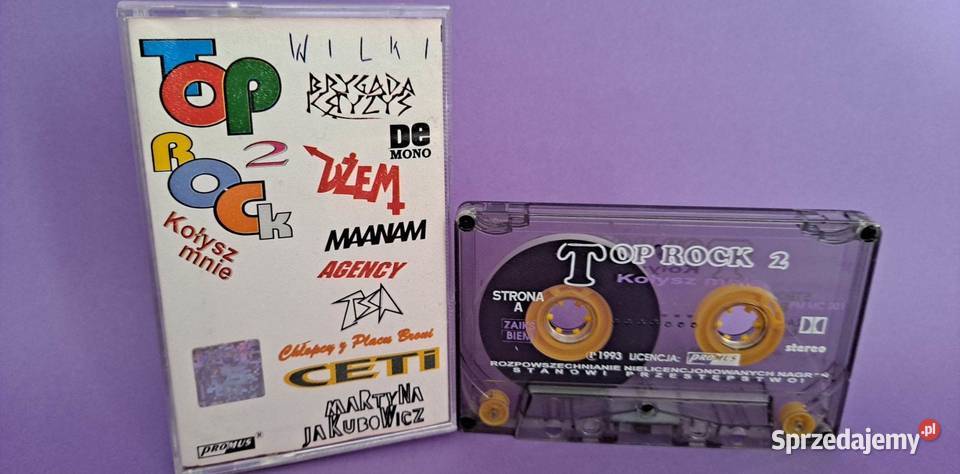 TOP
ROCK 2
Kołysz
mnie
WILKI
BRYGADA
KRYZYS
De
MONO
DŻEM
MAANAM
AGENCY
TSA
Chłopcy z Placu Broni
CETI
MARTYNA
JAKUBOWICZ
PROMUS
TOP ROCK 2
Kołysz mnie
STRONA
A
ZAIKS
BIEM
stereo
℗ 1993 LICENCJA: PROMUS
ROZPOWSZECHNIANIE NIELICENCJONOWANYCH NAGRAŃ
STANOWI PRZESTĘPSTWO!
Sprzedajemy.pl